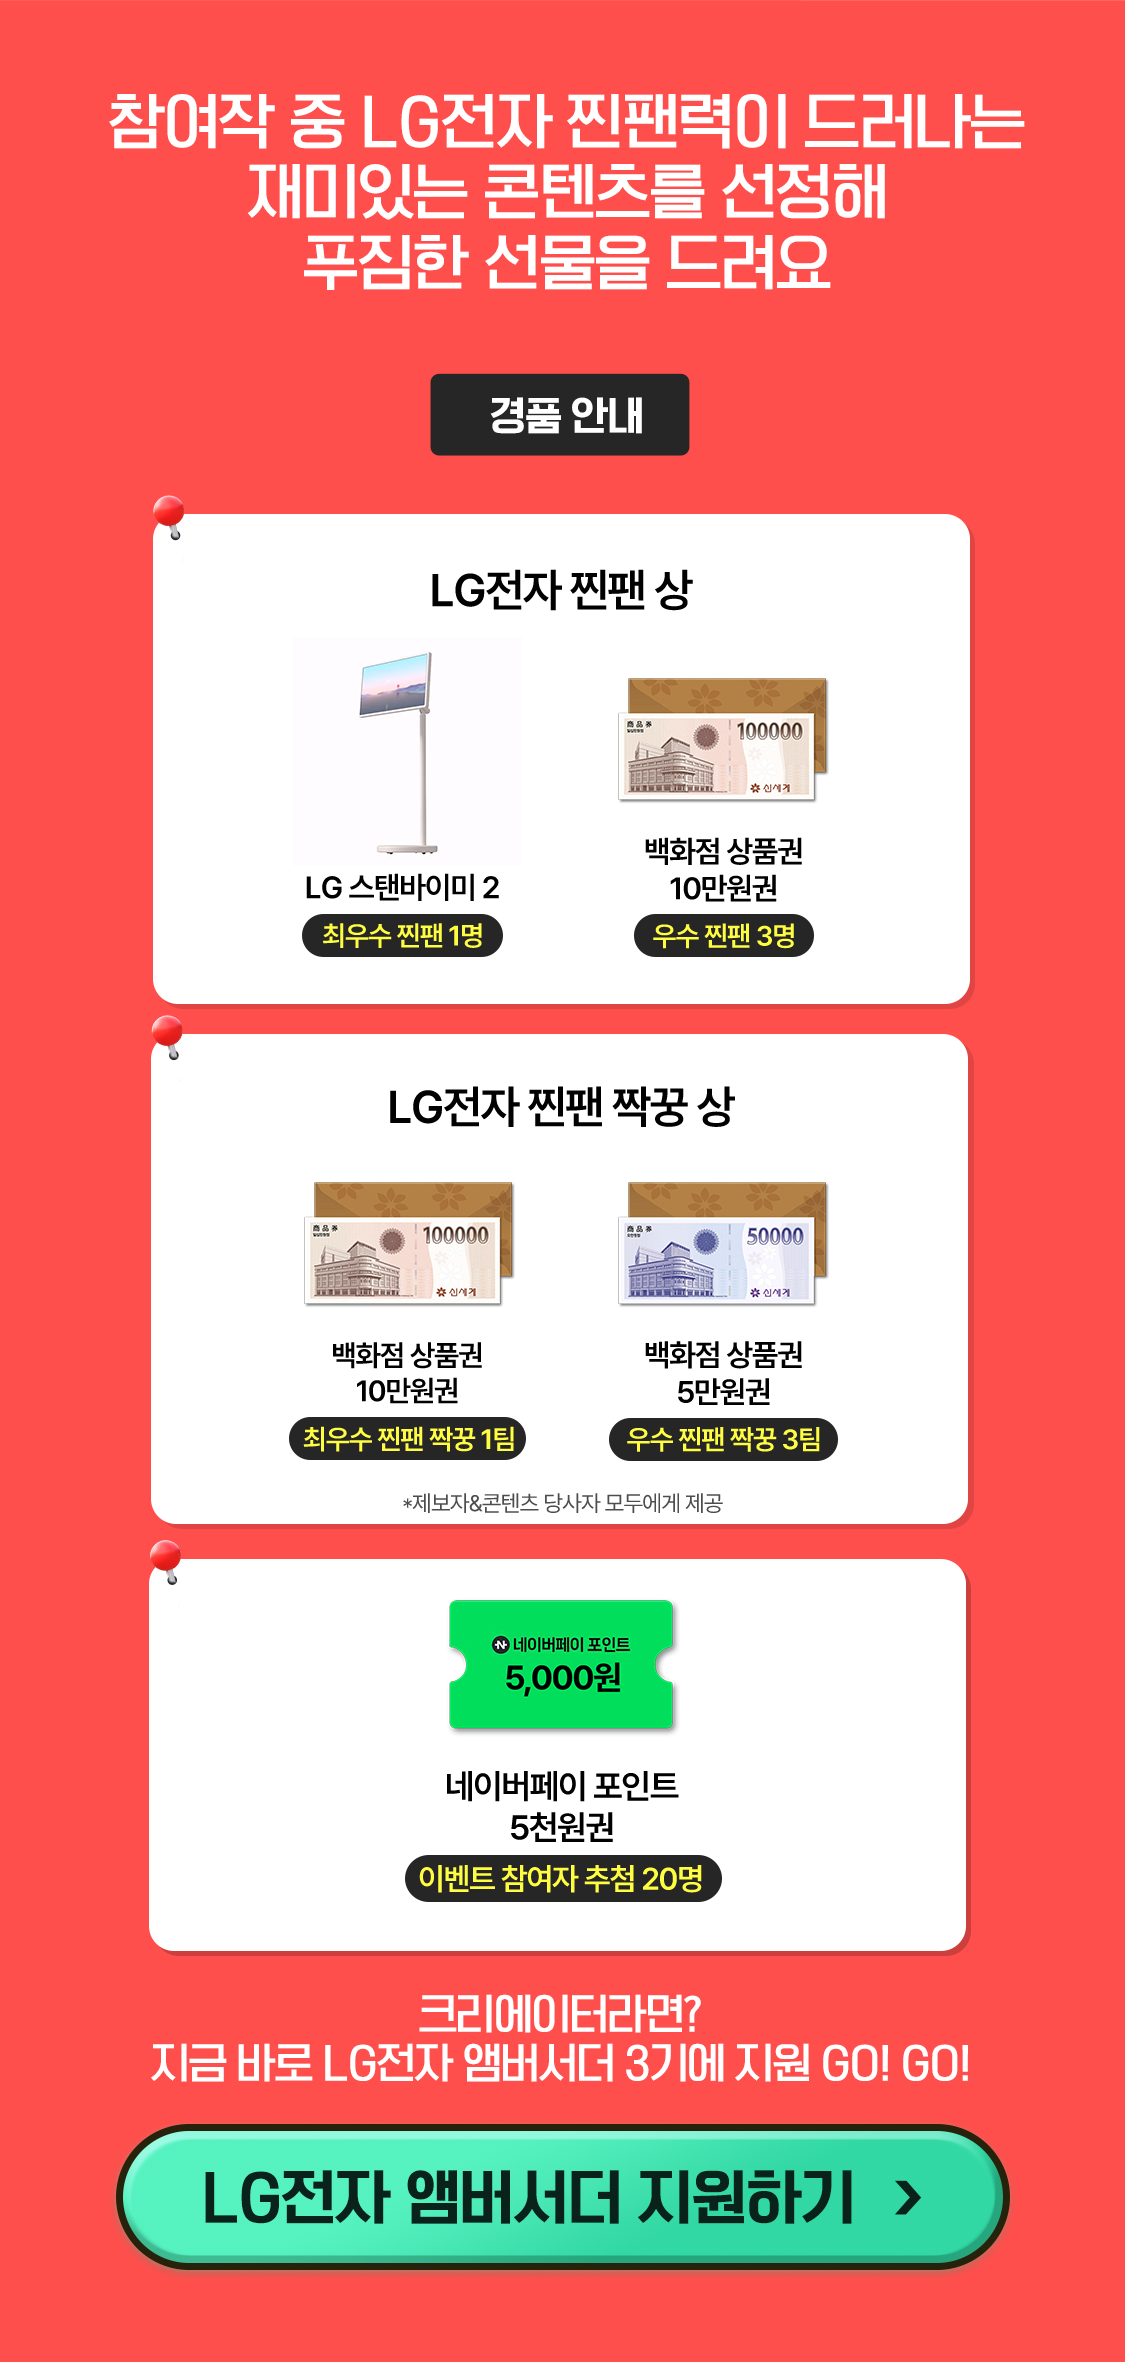 참여작 중 LG전자 찐팬력이 드러나는
재미있는 콘텐츠를 선정해
푸짐한 선물을 드려요
경품 안내
LG전자 찐팬 상
商品券
100000
신세계
LG 스탠바이미 2
최우수 찐팬 1명
백화점 상품권
10만원권
우수 찐팬 3명
LG전자 찐팬 짝꿍 상
商品券
100000
신세계
商品券
50000
신세계
백화점 상품권
10만원권
최우수 찐팬 짝꿍 1팀
백화점 상품권
5만원권
우수 찐팬 짝꿍 3팀
*제보자&콘텐츠 당사자 모두에게 제공
네이버페이 포인트
5,000원
네이버페이 포인트
5천원권
이벤트 참여자 추첨 20명
크리에이터라면?
지금 바로 LG전자 앰버서더 3기에 지원 GO! GO!
LG전자 앰버서더 지원하기 >